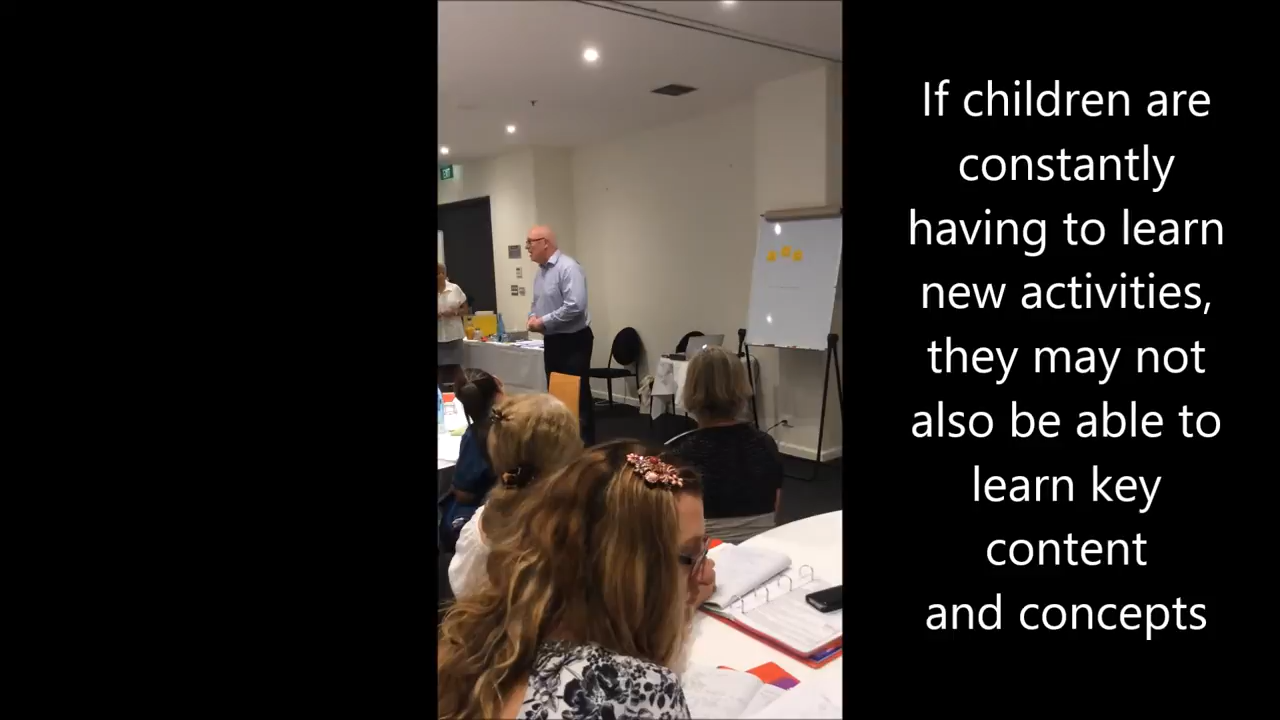 If children are
constantly
having to learn
new activities,
they may not
also be able to
learn key
content
and concepts